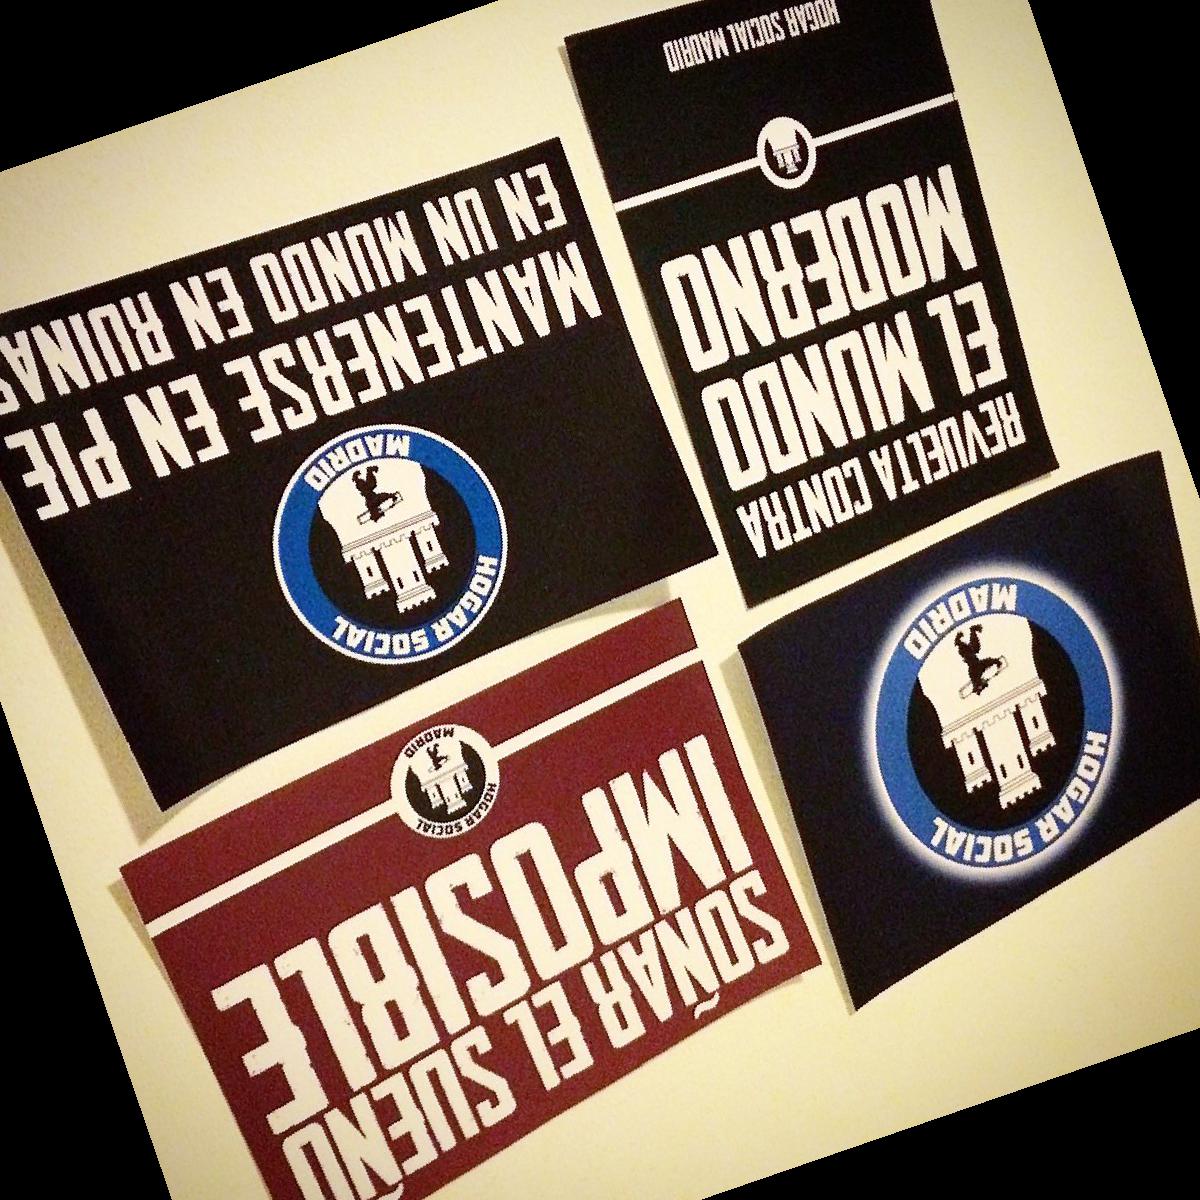 HOGAR SOCIAL
MADRID
SOÑAR EL SUEÑO
IMPOSIBLE
HOGAR SOCIAL
MADRID
REVUELTA CONTRA
EL MUNDO
MODERNO
HOGAR SOCIAL MADRID
HOGAR SOCIAL
MADRID
MANTENERSE EN PIE
EN UN MUNDO EN RUINAS